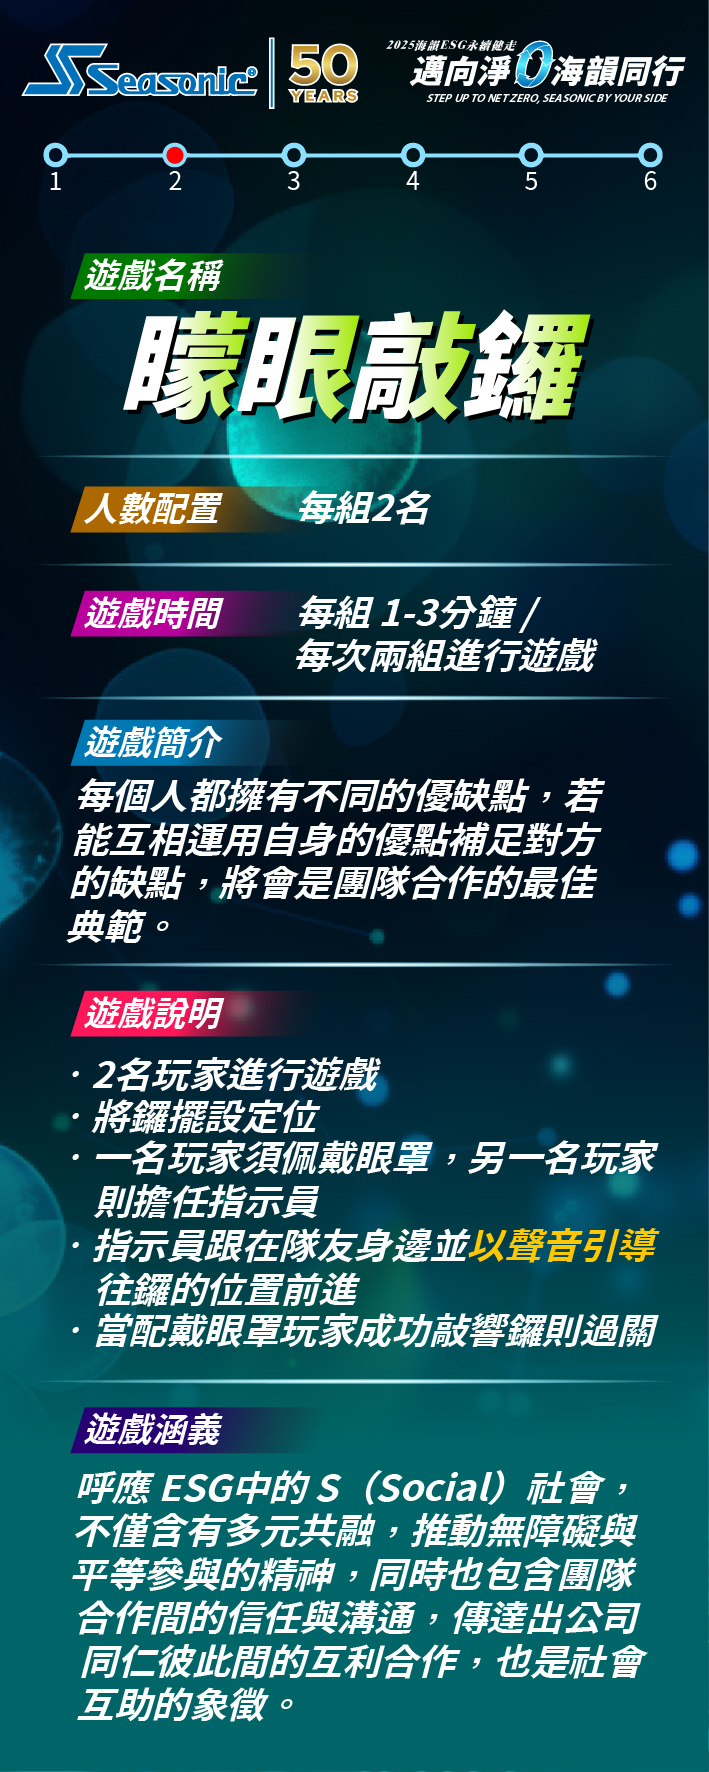 Seasonic®
50
YEARS
2025海韻ESG永續健走
邁向淨0海韻同行
STEP UP TO NET ZERO, SEASONIC BY YOUR SIDE
1 2 3 4 5 6
遊戲名稱
矇眼敲鑼
人數配置 每組2名
遊戲時間 每組 1-3分鐘 /
每次兩組進行遊戲
遊戲簡介
每個人都擁有不同的優缺點，若
能互相運用自身的優點補足對方
的缺點，將會是團隊合作的最佳
典範。
遊戲說明
· 2名玩家進行遊戲
· 將鑼擺設定位
· 一名玩家須佩戴眼罩，另一名玩家
則擔任指示員
· 指示員跟在隊友身邊並以聲音引導
往鑼的位置前進
· 當配戴眼罩玩家成功敲響鑼則過關
遊戲涵義
呼應 ESG中的 S（Social）社會，
不僅含有多元共融，推動無障礙與
平等參與的精神，同時也包含團隊
合作間的信任與溝通，傳達出公司
同仁彼此間的互利合作，也是社會
互助的象徵。